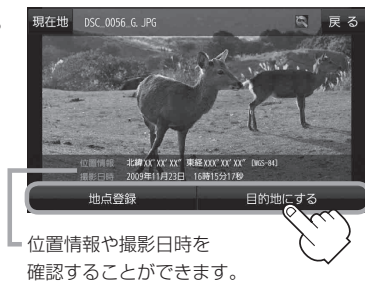 現在地 DSC_0056_G.JPG 戻る
位置情報 北緯XX°XX'XX" 東経XXX°XX'XX" [WGS-84]
撮影日時 2009年11月23日 16時15分17秒
地点登録 目的地にする
位置情報や撮影日時を
確認することができます。